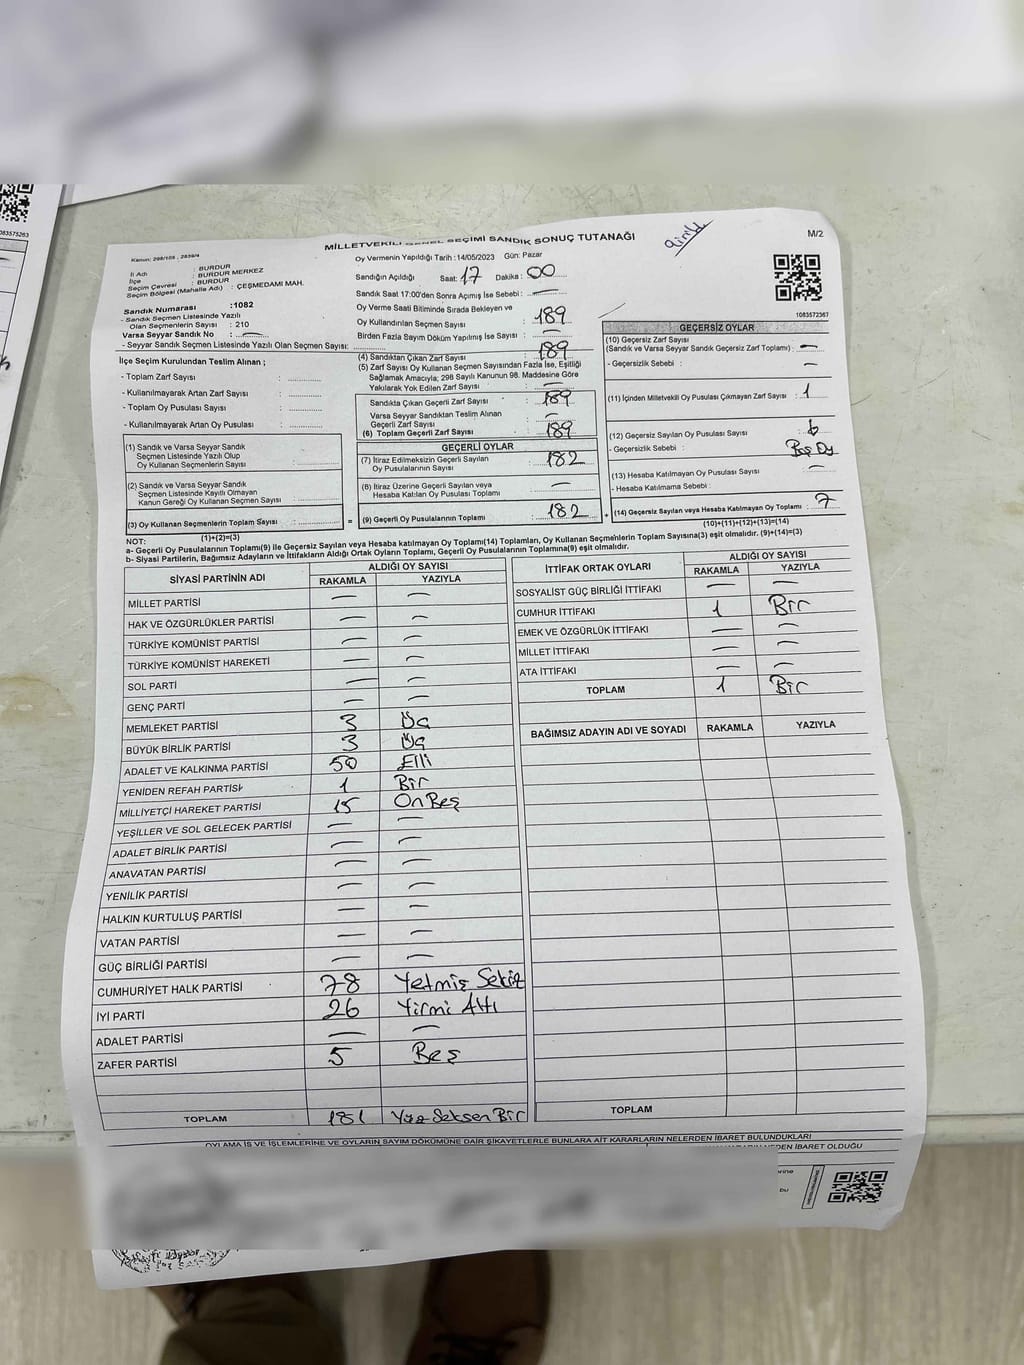 MİLLETVEKİLİ GENEL SEÇİMİ SANDIK SONUÇ TUTANAĞI
M/2
Kanun: 298/105 , 2839/4
İl Adı : BURDUR
İlçe : BURDUR MERKEZ
Seçim Çevresi : BURDUR
Seçim Bölgesi (Mahalle Adı) : ÇEŞMEDAMI MAH.
Oy Vermenin Yapıldığı Tarih :14/05/2023 Gün: Pazar
Sandığın Açıldığı Saat: 17 Dakika : 00
Sandık Saat 17:00'den Sonra Açımış İse Sebebi : —
Sandık Numarası :1082
- Sandık Seçmen Listesinde Yazılı
Olan Seçmenlerin Sayısı : 210
Varsa Seyyar Sandık No : —
- Seyyar Sandık Seçmen Listesinde Yazılı Olan Seçmen Sayısı:
Oy Verme Saati Bitiminde Sırada Bekleyen ve
Oy Kullandırılan Seçmen Sayısı : 189
Birden Fazla Sayım Döküm Yapılmış İse Sayısı : —
1083572367
İlçe Seçim Kurulundan Teslim Alınan ;
- Toplam Zarf Sayısı :
- Kullanılmayarak Artan Zarf Sayısı :
- Toplam Oy Pusulası Sayısı :
- Kullanılmayarak Artan Oy Pusulası :
(4) Sandıktan Çıkan Zarf Sayısı : 189
(5) Zarf Sayısı Oy Kullanan Seçmen Sayısından Fazla İse, Eşitliği
Sağlamak Amacıyla; 298 Sayılı Kanunun 98. Maddesine Göre
Yakılarak Yok Edilen Zarf Sayısı : —
Sandıkta Çıkan Geçerli Zarf Sayısı : 189
Varsa Seyyar Sandıktan Teslim Alınan
Geçerli Zarf Sayısı : —
(6) Toplam Geçerli Zarf Sayısı : 189
GEÇERLİ OYLAR
(7) İtiraz Edilmeksizin Geçerli Sayılan
Oy Pusulalarının Sayısı : 182
(8) İtiraz Üzerine Geçerli Sayılan veya
Hesaba Katılan Oy Pusulası Toplamı : —
(9) Geçerli Oy Pusulalarının Toplamı : 182
(1) Sandık ve Varsa Seyyar Sandık
Seçmen Listesinde Yazılı Olup
Oy Kullanan Seçmenlerin Sayısı :
(2) Sandık ve Varsa Seyyar Sandık
Seçmen Listesinde Kayıtlı Olmayan
Kanun Gereği Oy Kullanan Seçmen Sayısı :
(3) Oy Kullanan Seçmenlerin Toplam Sayısı :
(1)+(2)=(3)
=
+
GEÇERSİZ OYLAR
(10) Geçersiz Zarf Sayısı
(Sandık ve Varsa Seyyar Sandık Geçersiz Zarf Toplamı) : —
- Geçersizlik Sebebi : —
(11) İçinden Milletvekili Oy Pusulası Çıkmayan Zarf Sayısı : 1
(12) Geçersiz Sayılan Oy Pusulası Sayısı :
- Geçersizlik Sebebi : Boş Oy
(13) Hesaba Katılmayan Oy Pusulası Sayısı : —
- Hesaba Katılmama Sebebi :
(14) Geçersiz Sayılan veya Hesaba Katılmayan Oy Toplamı : 7
(10)+(11)+(12)+(13)=(14)
NOT:
a- Geçerli Oy Pusulalarının Toplamı(9) ile Geçersiz Sayılan veya Hesaba Katılmayan Oy Toplamı(14) Toplamları, Oy Kullanan Seçmenlerin Toplam Sayısına(3) eşit olmalıdır. (9)+(14)=(3)
b- Siyasi Partilerin, Bağımsız Adayların ve İttifakların Aldığı Ortak Oyların Toplamı, Geçerli Oy Pusulalarının Toplamına(9) eşit olmalıdır.
SİYASİ PARTİNİN ADI ALDIĞI OY SAYISI
RAKAMLA YAZIYLA
MİLLET PARTİSİ — —
HAK VE ÖZGÜRLÜKLER PARTİSİ — —
TÜRKİYE KOMÜNİST PARTİSİ — —
TÜRKİYE KOMÜNİST HAREKETİ — —
SOL PARTİ — —
GENÇ PARTİ — —
MEMLEKET PARTİSİ 3 Üç
BÜYÜK BİRLİK PARTİSİ 3 Üç
ADALET VE KALKINMA PARTİSİ 50 Elli
YENİDEN REFAH PARTİSİ 1 Bir
MİLLİYETÇİ HAREKET PARTİSİ 15 On Beş
YEŞİLLER VE SOL GELECEK PARTİSİ — —
ADALET BİRLİK PARTİSİ — —
ANAVATAN PARTİSİ — —
YENİLİK PARTİSİ — —
HALKIN KURTULUŞ PARTİSİ — —
VATAN PARTİSİ — —
GÜÇ BİRLİĞİ PARTİSİ — —
CUMHURİYET HALK PARTİSİ 78 Yetmiş Sekiz
İYİ PARTİ 26 Yirmi Altı
ADALET PARTİSİ — —
ZAFER PARTİSİ 5 Beş
TOPLAM 181 Yüz Seksen Bir
İTTİFAK ORTAK OYLARI ALDIĞI OY SAYISI
RAKAMLA YAZIYLA
SOSYALİST GÜÇ BİRLİĞİ İTTİFAKI — —
CUMHUR İTTİFAKI 1 Bir
EMEK VE ÖZGÜRLÜK İTTİFAKI — —
MİLLET İTTİFAKI — —
ATA İTTİFAKI — —
TOPLAM 1 Bir
BAĞIMSIZ ADAYIN ADI VE SOYADI RAKAMLA YAZIYLA
TOPLAM
OYLAMA İŞ VE İŞLEMLERİNE VE OYLARIN SAYIM DÖKÜMÜNE DAİR ŞİKAYETLERLE BUNLARA AİT KARARLARIN NELERDEN İBARET BULUNDUKLARI
İBARET OLDUĞU
bu